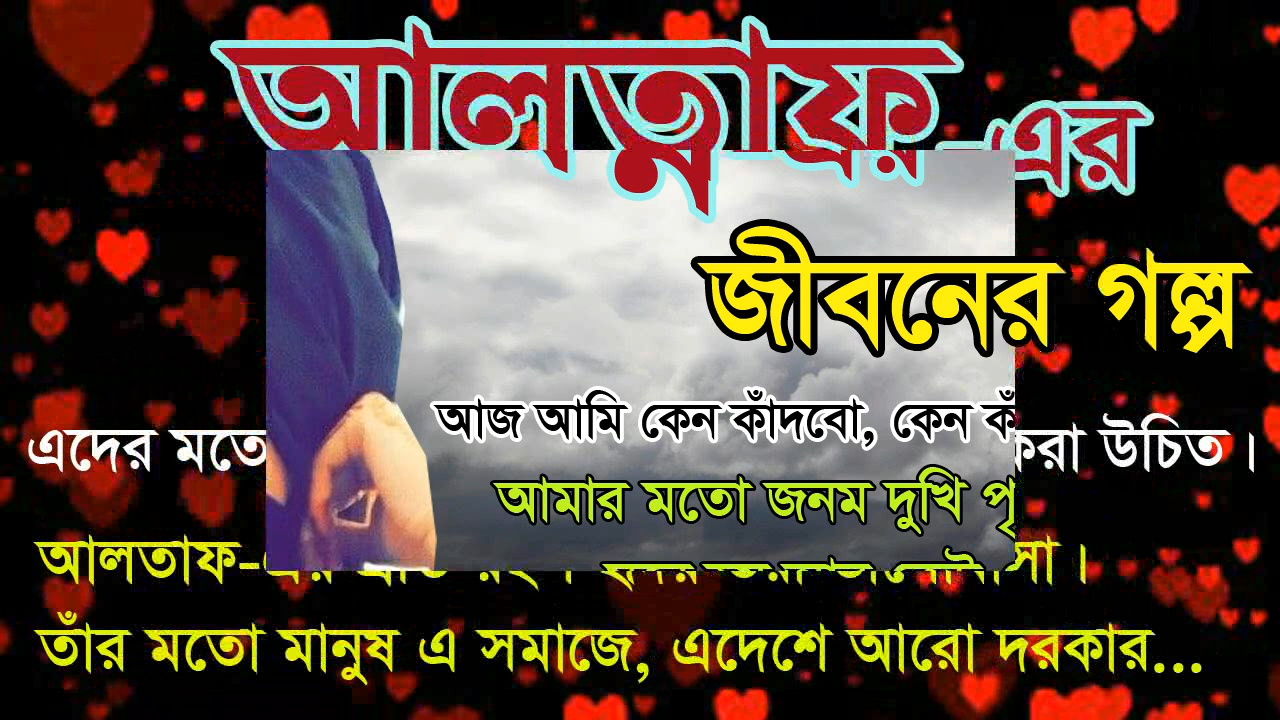 আলতাফ-এর
জীবনের গল্প
আজ আমি কেন কাঁদবো, কেন
এদের মতো করা উচিত।
আমার মতো জনম দুখি
আলতাফ-এর
তাঁর মতো মানুষ এ সমাজে, এদেশে আরো দরকার...